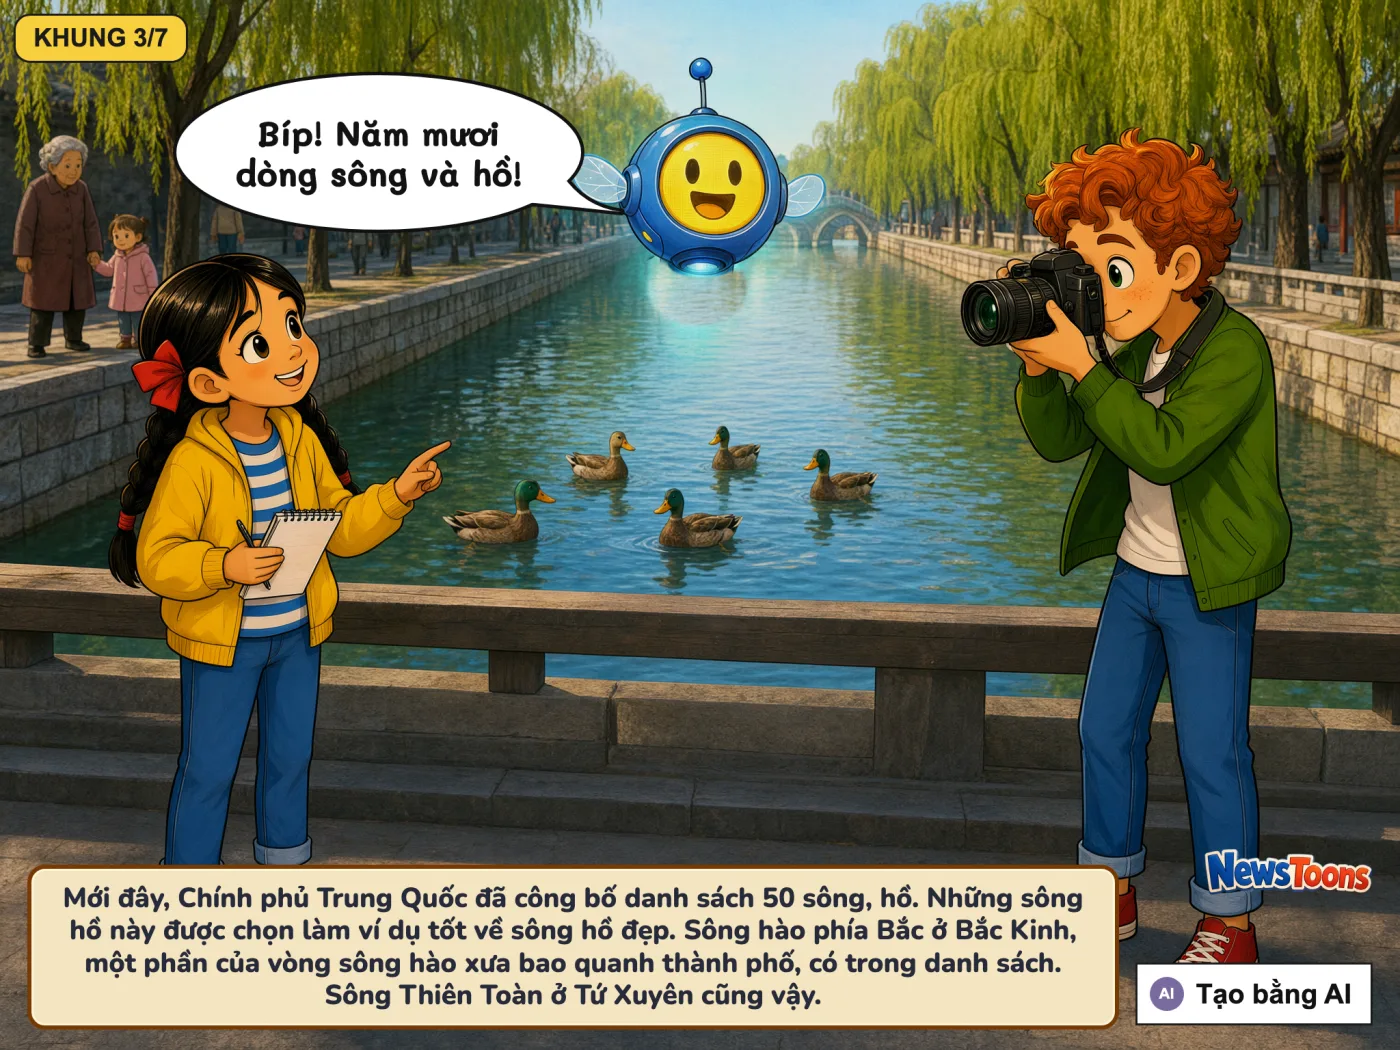 KHUNG 3/7
Bíp! Năm mươi
dòng sông và hồ!
Mới đây, Chính phủ Trung Quốc đã công bố danh sách 50 sông, hồ. Những sông
hồ này được chọn làm ví dụ tốt về sông hồ đẹp. Sông hào phía Bắc ở Bắc Kinh,
một phần của vòng sông hào xưa bao quanh thành phố, có trong danh sách.
Sông Thiên Toàn ở Tứ Xuyên cũng vậy.
NewsToons
AI Tạo bằng AI